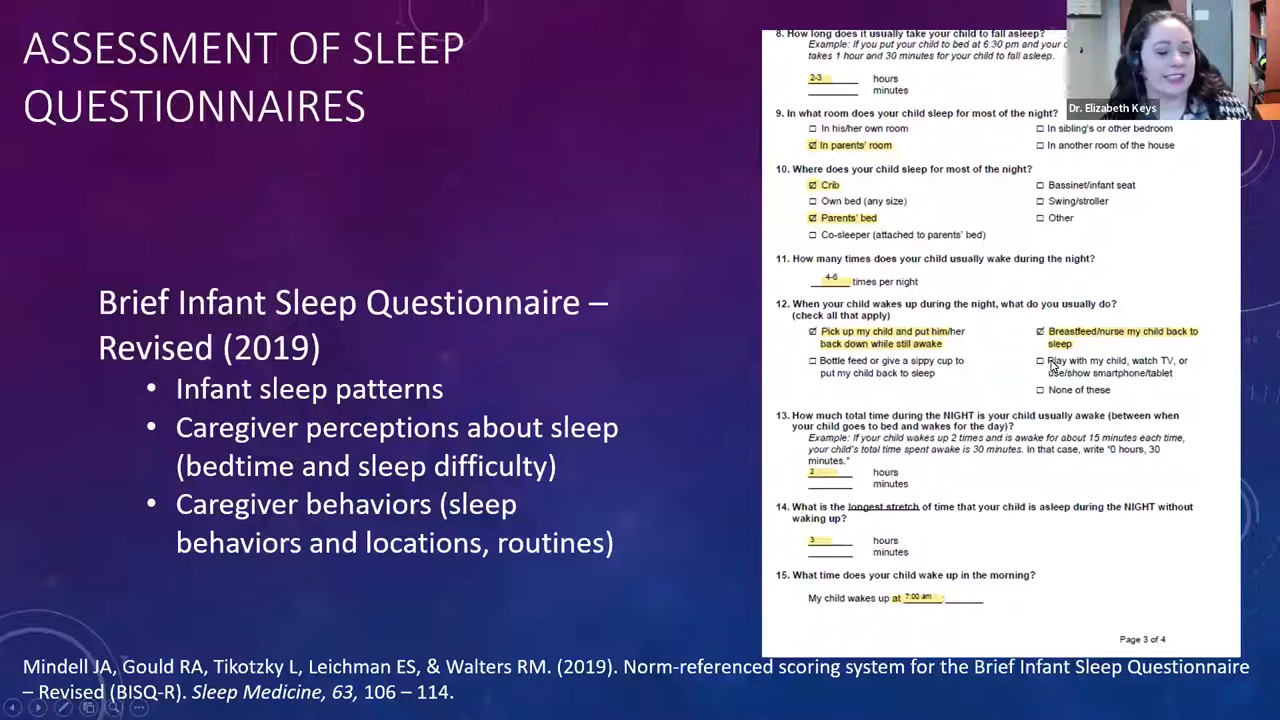 ASSESSMENT OF SLEEP
QUESTIONNAIRES
Brief Infant Sleep Questionnaire –
Revised (2019)
• Infant sleep patterns
• Caregiver perceptions about sleep
(bedtime and sleep difficulty)
• Caregiver behaviors (sleep
behaviors and locations, routines)
8. How long does it usually take your child to fall asleep?
Example: If you put your child to bed at 6:30 pm and your
takes 1 hour and 30 minutes for your child to fall asleep.
2-3 hours
minutes
9. In what room does your child sleep for most of the night?
☐ In his/her own room ☐ In sibling's or other bedroom
☑ In parents' room ☐ In another room of the house
10. Where does your child sleep for most of the night?
☑ Crib ☐ Bassinet/infant seat
☐ Own bed (any size) ☐ Swing/stroller
☑ Parents' bed ☐ Other
☐ Co-sleeper (attached to parents' bed)
11. How many times does your child usually wake during the night?
4-6 times per night
12. When your child wakes up during the night, what do you usually do?
(check all that apply)
☑ Pick up my child and put him/her ☑ Breastfeed/nurse my child back to
back down while still awake sleep
☐ Bottle feed or give a sippy cup to ☐ Play with my child, watch TV, or
put my child back to sleep use/show smartphone/tablet
☐ None of these
13. How much total time during the NIGHT is your child usually awake (between when
your child goes to bed and wakes for the day)?
Example: If your child wakes up 2 times and is awake for about 15 minutes each time,
your child's total time spent awake is 30 minutes. In that case, write "0 hours, 30
minutes."
2 hours
minutes
14. What is the longest stretch of time that your child is asleep during the NIGHT without
waking up?
3 hours
minutes
15. What time does your child wake up in the morning?
My child wakes up at 7:00 am :
Page 3 of 4
Dr. Elizabeth Keys
Mindell JA, Gould RA, Tikotzky L, Leichman ES, & Walters RM. (2019). Norm-referenced scoring system for the Brief Infant Sleep Questionnaire
– Revised (BISQ-R). Sleep Medicine, 63, 106 – 114.